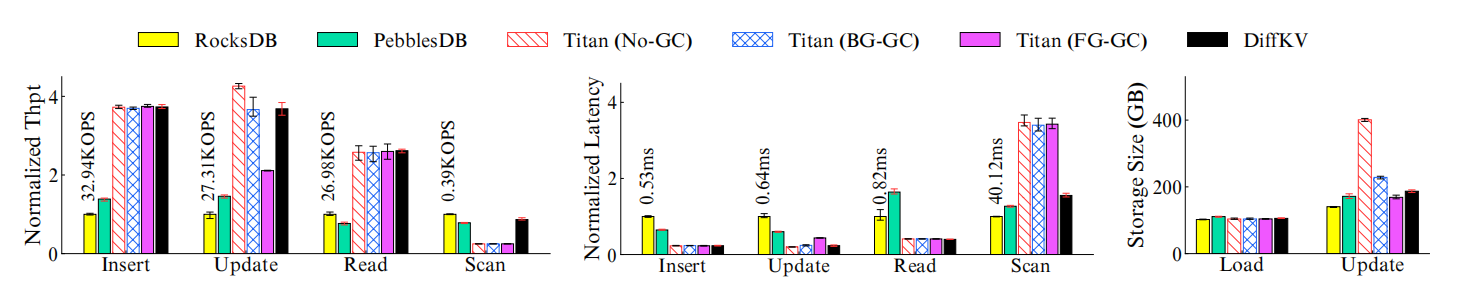 RocksDB PebblesDB Titan (No-GC) Titan (BG-GC) Titan (FG-GC) DiffKV
Normalized Thpt
4
2
0
32.94KOPS
27.31KOPS
26.98KOPS
0.39KOPS
Insert Update Read Scan
Normalized Latency
4
2
0
0.53ms
0.64ms
0.82ms
40.12ms
Insert Update Read Scan
Storage Size (GB)
400
200
0
Load Update